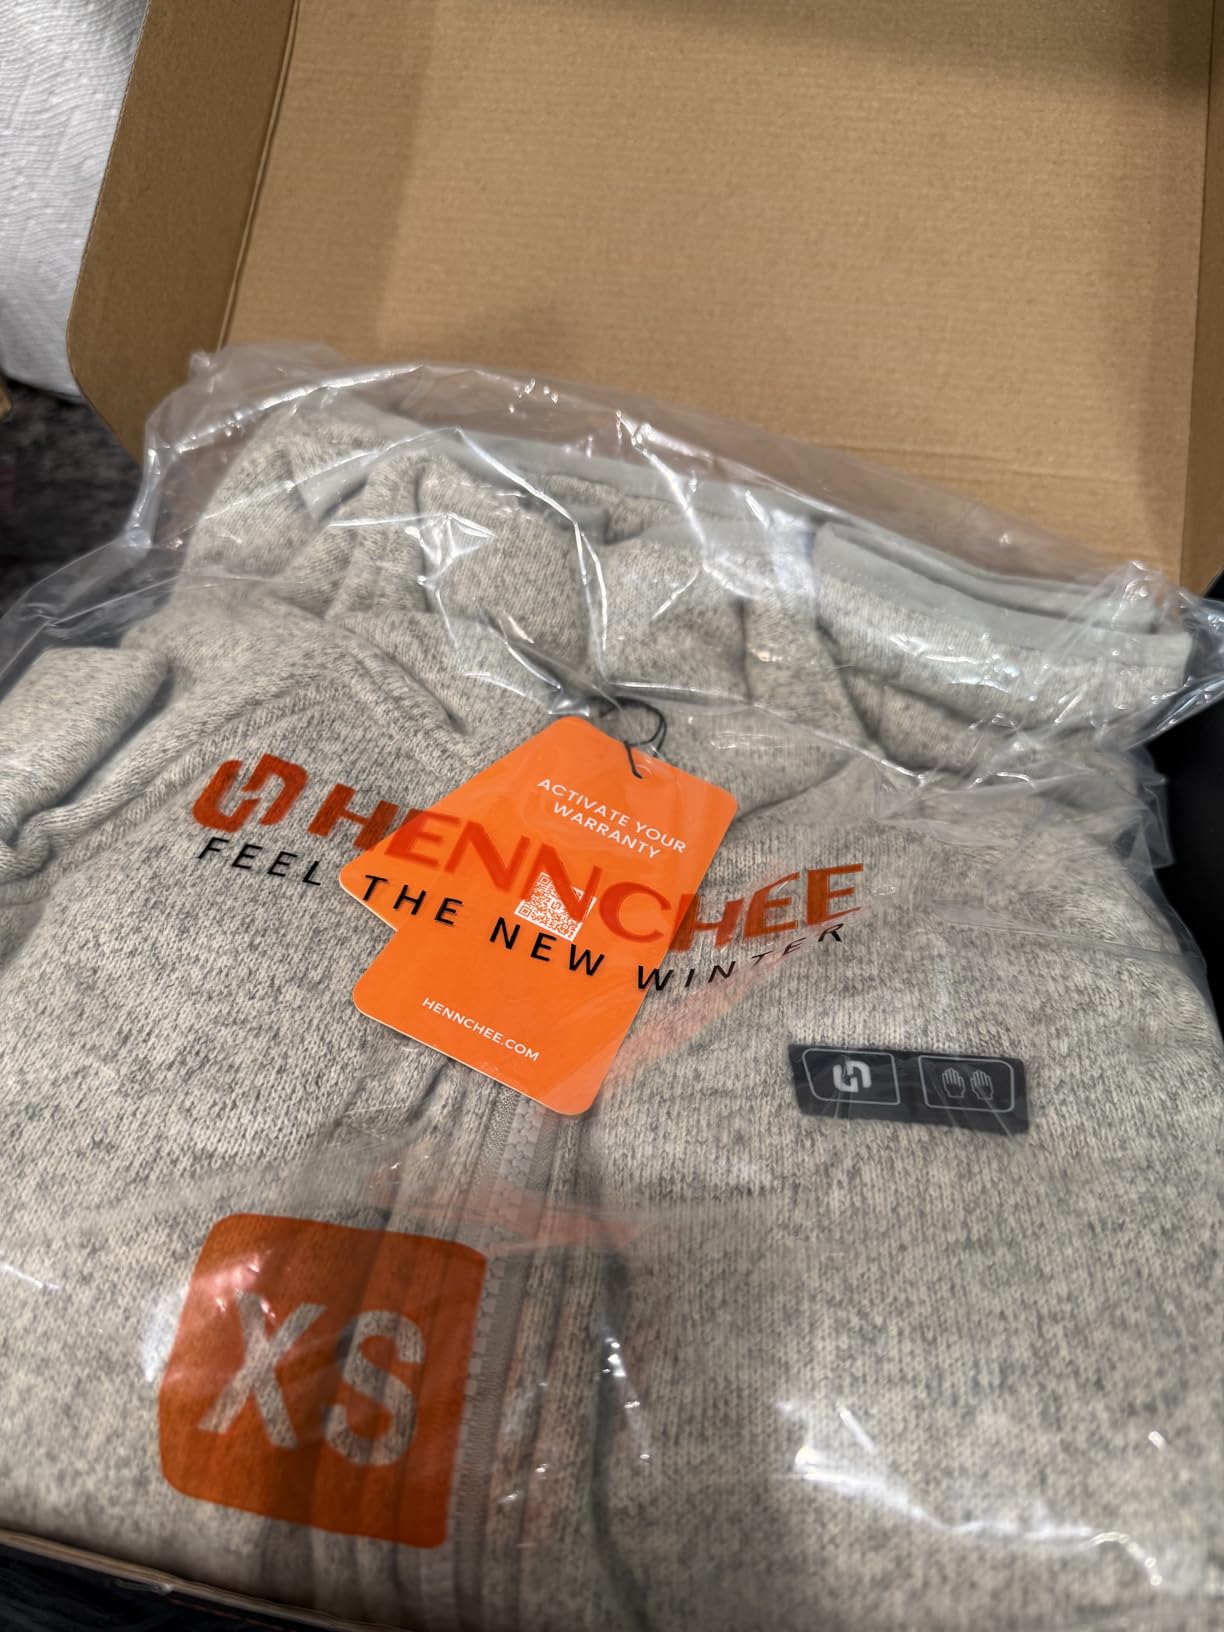 ACTIVATE YOUR
WARRANTY
HENNCHEE
FEEL THE NEW WINTER
HENNCHEE.COM
XS